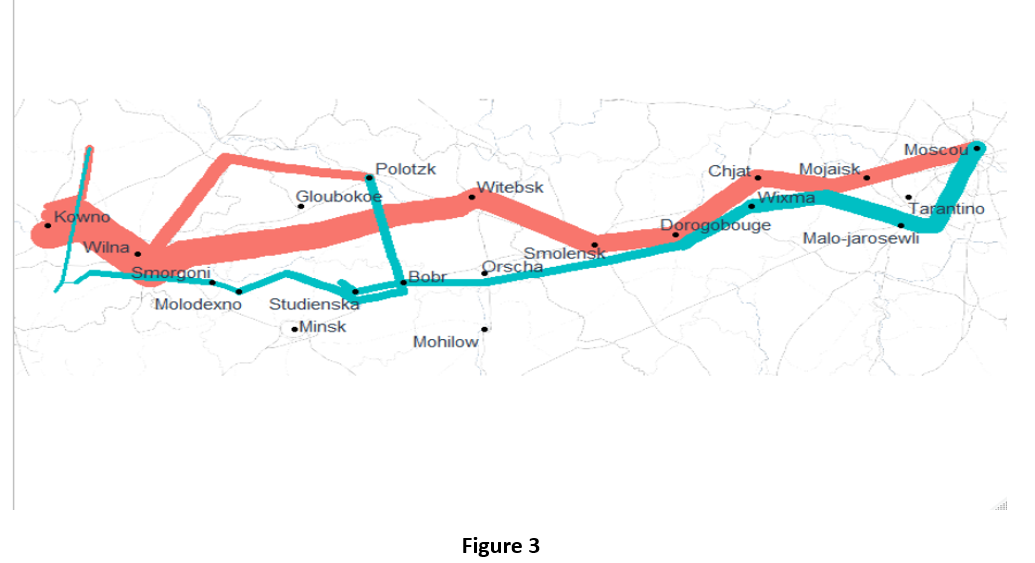 Moscou
Polotzk
Chjat
Mojaisk
Witebsk
Gloubokoe
Wixma
Tarantino
Kowno
Dorogobouge
Malo-jarosewli
Wilna
Smolensk
Smorgoni
Orscha
Bobr
Molodexno
Studienska
Minsk
Mohilow
Figure 3